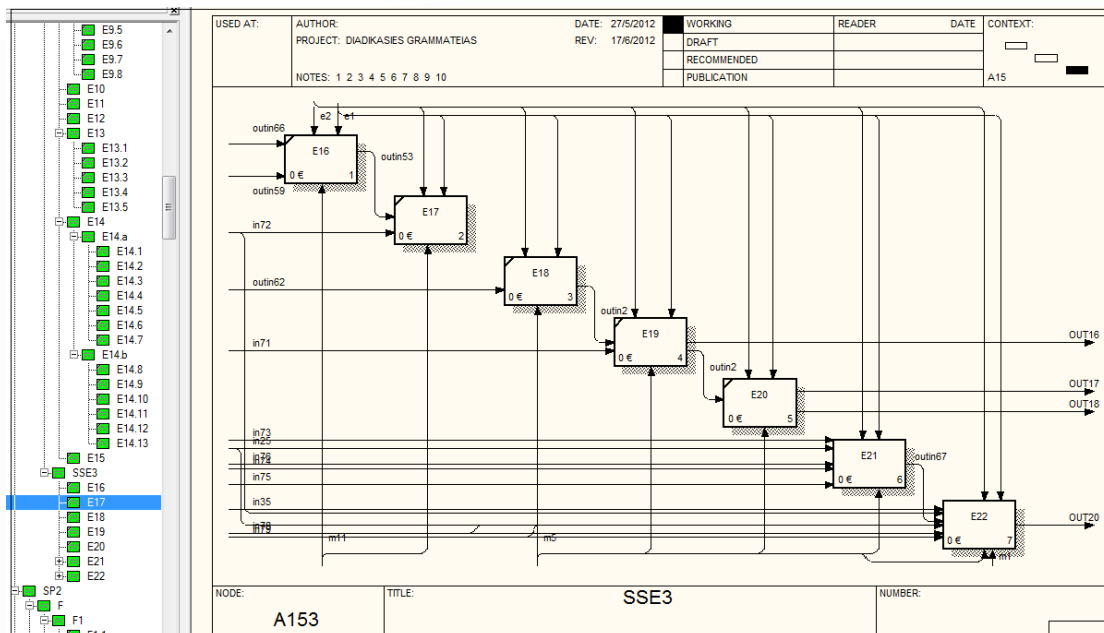 E9.5
E9.6
E9.7
E9.8
E10
E11
E12
E13
E13.1
E13.2
E13.3
E13.4
E13.5
E14
E14.a
E14.1
E14.2
E14.3
E14.4
E14.5
E14.6
E14.7
E14.b
E14.8
E14.9
E14.10
E14.11
E14.12
E14.13
E15
SSE3
E16
E17
E18
E19
E20
E21
E22
SP2
F
F1
USED AT:
AUTHOR:
DATE: 27/5/2012
PROJECT: DIADIKASIES GRAMMATEIAS
REV: 17/6/2012
NOTES: 1 2 3 4 5 6 7 8 9 10
WORKING
DRAFT
RECOMMENDED
PUBLICATION
READER DATE
CONTEXT:
A15
e2 e1
outin66
E16
0 € 1
outin53
outin59
E17
0 € 2
in72
E18
0 € 3
outin62
outin2
E19
0 € 4
OUT16
in71
outin2
E20
0 € 5
OUT17
OUT18
in73
in25
E21
0 € 6
outin67
in76
in74
in75
in35
E22
0 € 7
OUT20
in78
in79
m11
m5
m1
NODE:
A153
TITLE:
SSE3
NUMBER: